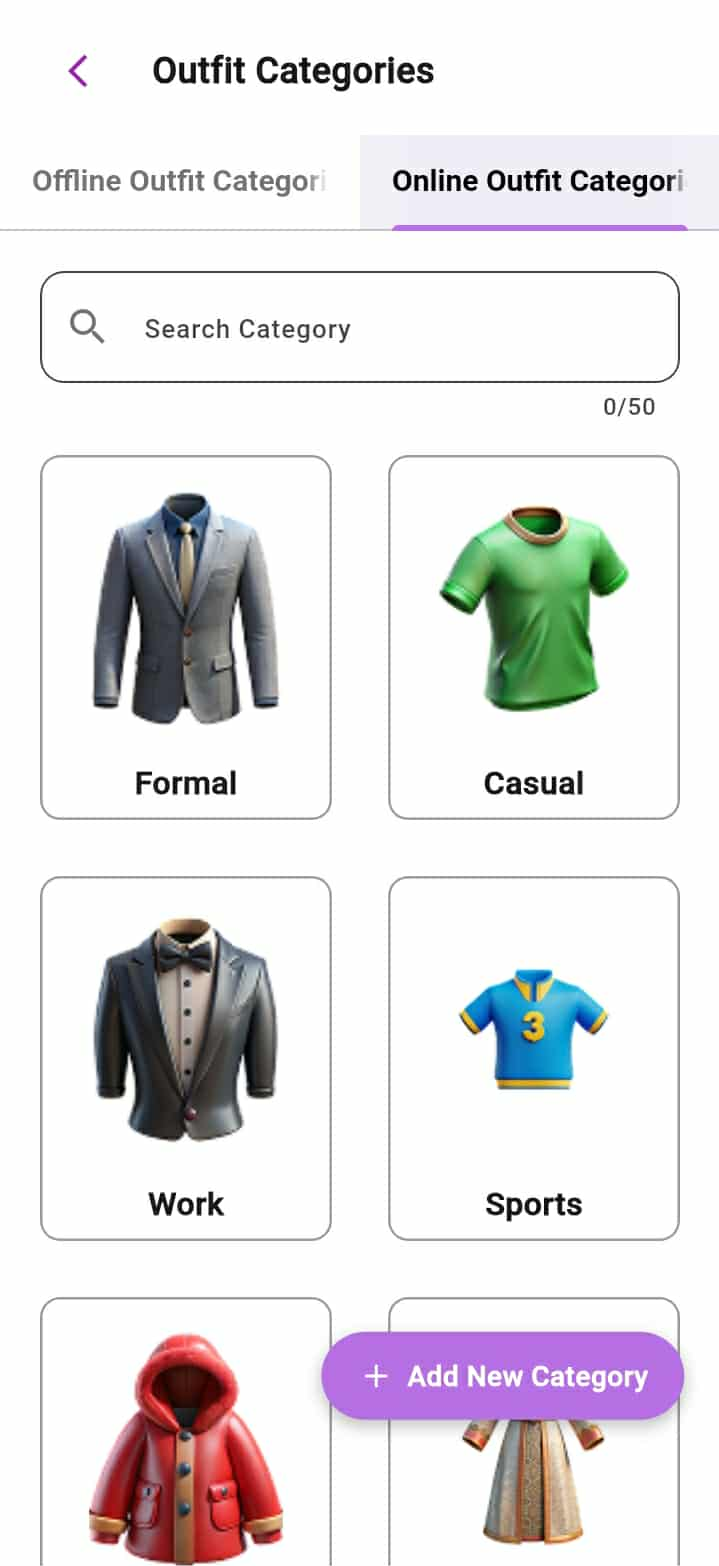 Outfit Categories
Offline Outfit Categori
Online Outfit Categori
Search Category
0/50
Formal
Casual
3
Work
Sports
+ Add New Category